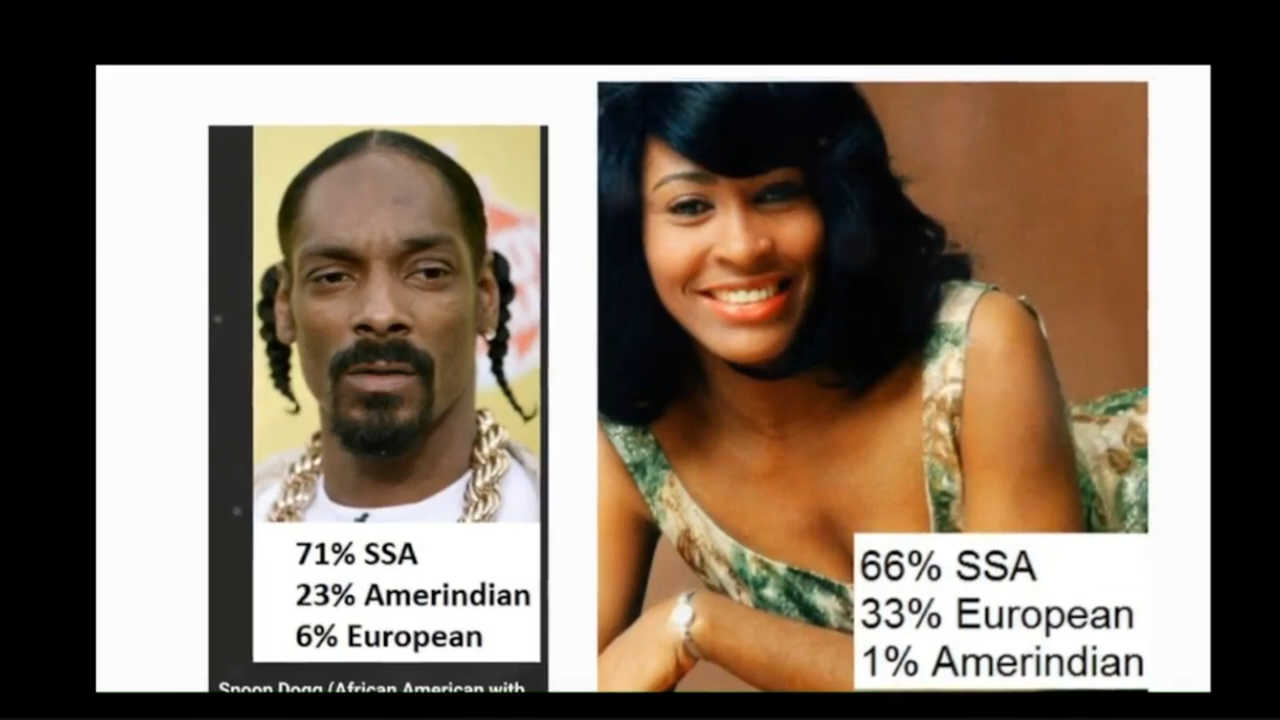 71% SSA
23% Amerindian
6% European
Snoop Dogg (African American with
66% SSA
33% European
1% Amerindian